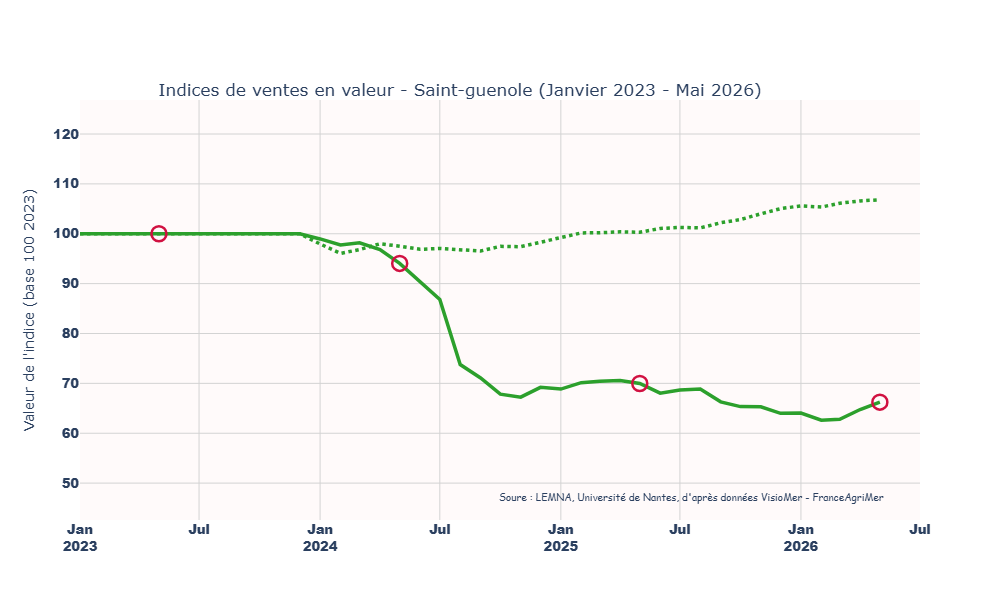 Indices de ventes en valeur - Saint-guenole (Janvier 2023 - Mai 2026)
Valeur de l'indice (base 100 2023)
120
110
100
90
80
70
60
50
Soure : LEMNA, Université de Nantes, d'après données VisioMer - FranceAgriMer
Jan Jul Jan Jul Jan Jul Jan Jul
2023 2024 2025 2026